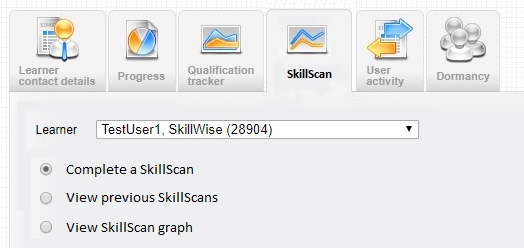 Learner
contact details
Progress
Qualification
tracker
SkillScan
User
activity
Dormancy
Learner TestUser1, SkillWise (28904)
Complete a SkillScan
View previous SkillScans
View SkillScan graph